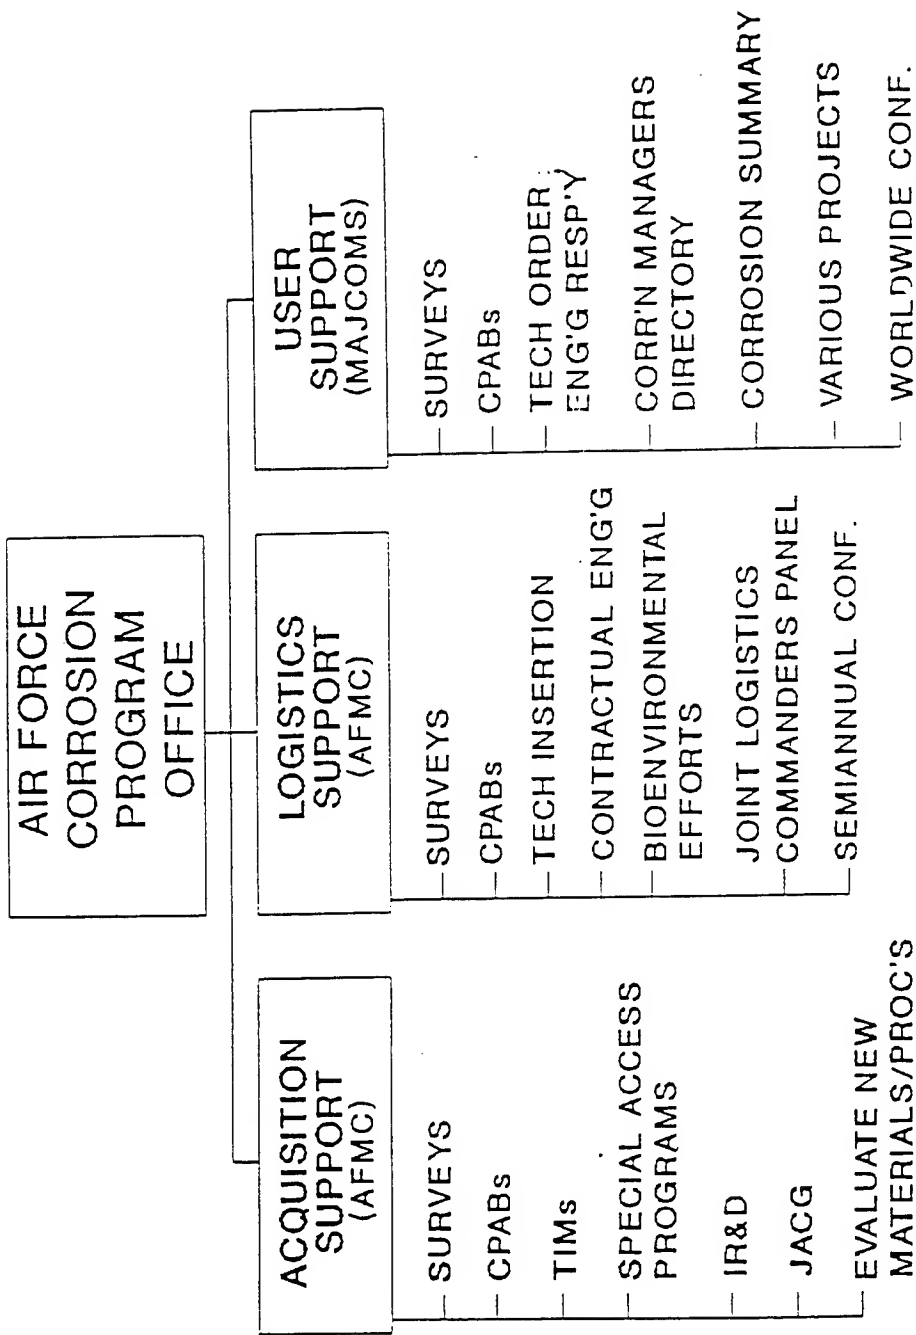 AIR FORCE
CORROSION
PROGRAM
OFFICE
ACQUISITION
SUPPORT
(AFMC)
SURVEYS
CPABs
TIMs
SPECIAL ACCESS
PROGRAMS
IR&D
JACG
EVALUATE NEW
MATERIALS/PROC'S
LOGISTICS
SUPPORT
(AFMC)
SURVEYS
CPABs
TECH INSERTION
CONTRACTUAL ENG'G
BIOENVIRONMENTAL
EFFORTS
JOINT LOGISTICS
COMMANDERS PANEL
SEMIANNUAL CONF.
USER
SUPPORT
(MAJCOMS)
SURVEYS
CPABs
TECH ORDER
ENG'G RESP'Y
CORR'N MANAGERS
DIRECTORY
CORROSION SUMMARY
VARIOUS PROJECTS
WORLDWIDE CONF.